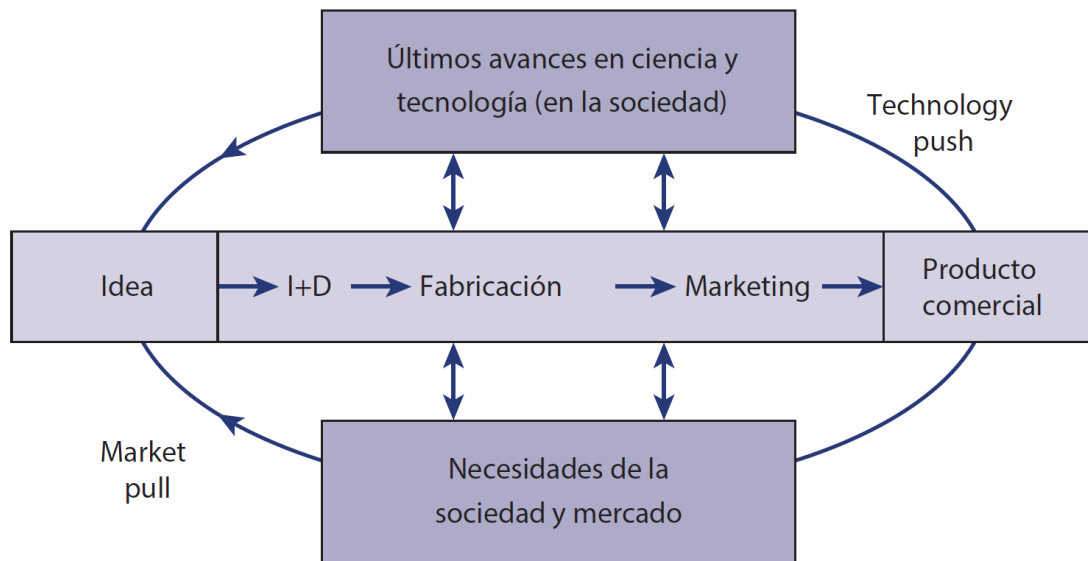 Últimos avances en ciencia y
tecnología (en la sociedad)
Technology
push
Idea
I+D
Fabricación
Marketing
Producto
comercial
Market
pull
Necesidades de la
sociedad y mercado